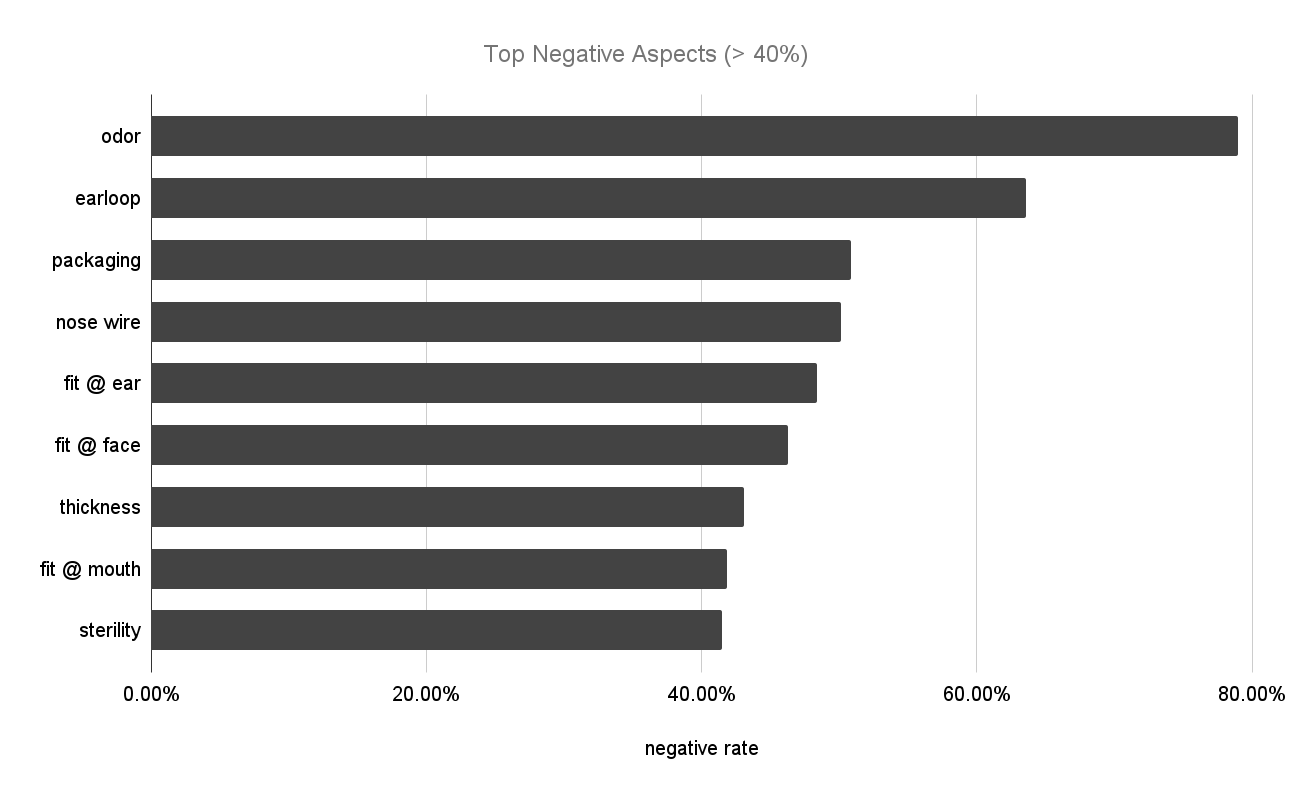 Top Negative Aspects (> 40%)
odor
earloop
packaging
nose wire
fit @ ear
fit @ face
thickness
fit @ mouth
sterility
0.00%
20.00%
40.00%
60.00%
80.00%
negative rate